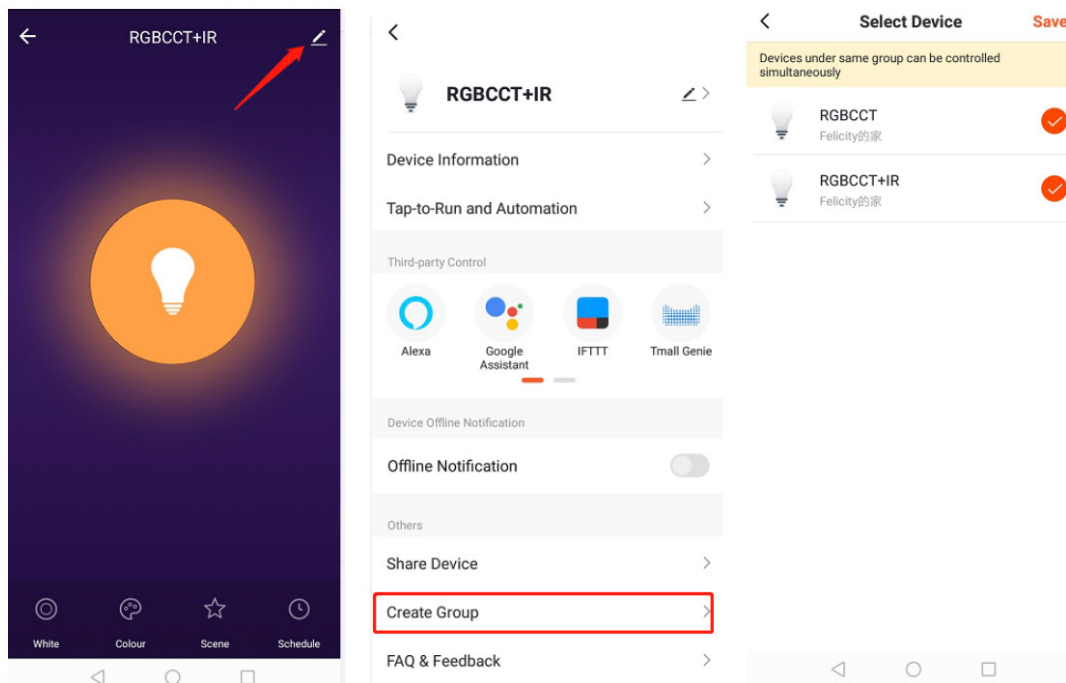 RGBCCT+IR
White
Colour
Scene
Schedule
RGBCCT+IR
Device Information
Tap-to-Run and Automation
Third-party Control
Alexa
Google
Assistant
IFTTT
Tmall Genie
Device Offline Notification
Offline Notification
Others
Share Device
Create Group
FAQ & Feedback
Select Device
Save
Devices under same group can be controlled
simultaneously
RGBCCT
Felicity的家
RGBCCT+IR
Felicity的家